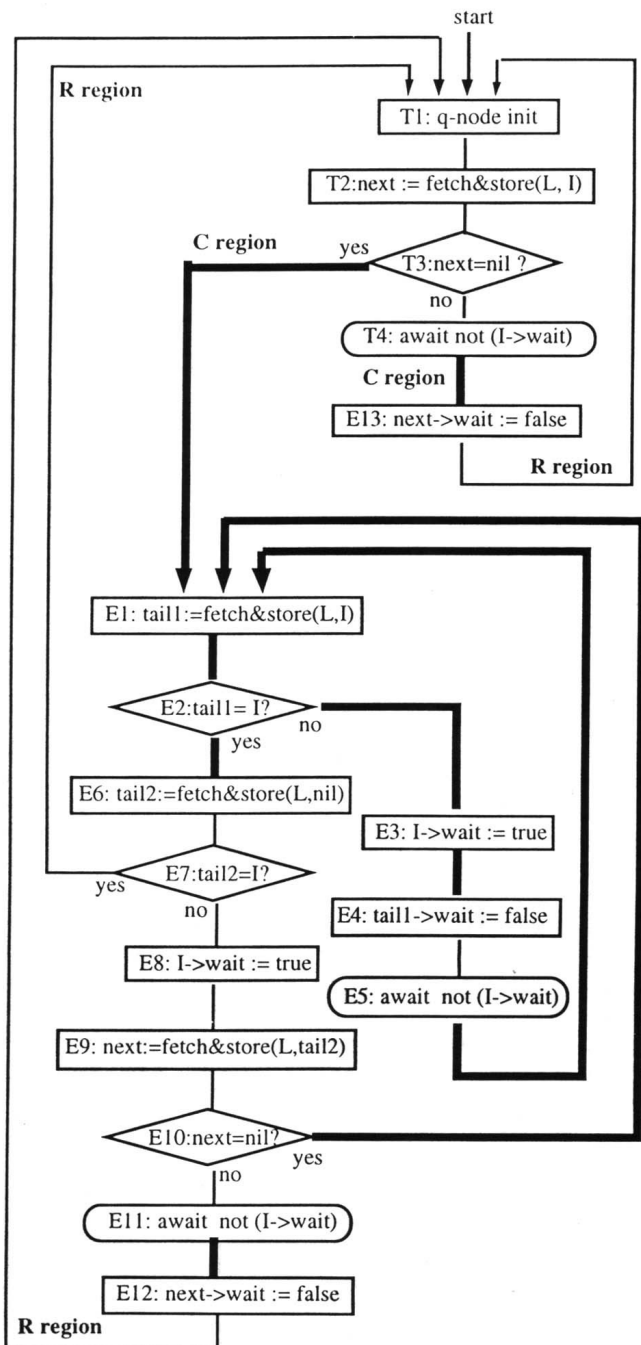 start
R region
T1: q-node init
T2:next := fetch&store(L, I)
C region
yes
T3:next=nil ?
no
T4: await not (I->wait)
C region
E13: next->wait := false
R region
E1: tail1:=fetch&store(L,I)
E2:tail1= I?
no
yes
E6: tail2:=fetch&store(L,nil)
E3: I->wait := true
E7:tail2=I?
yes
no
E4: tail1->wait := false
E8: I->wait := true
E5: await not (I->wait)
E9: next:=fetch&store(L,tail2)
E10:next=nil?
yes
no
E11: await not (I->wait)
E12: next->wait := false
R region